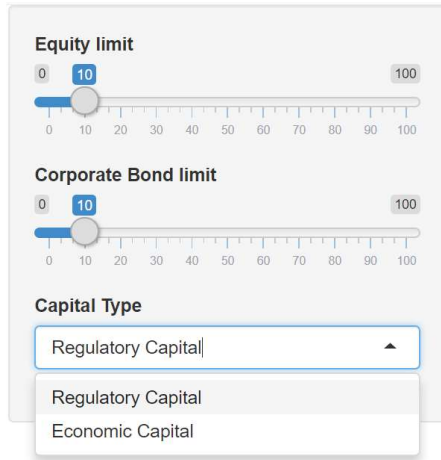 Equity limit
0 10 100
0 10 20 30 40 50 60 70 80 90 100
Corporate Bond limit
0 10 100
0 10 20 30 40 50 60 70 80 90 100
Capital Type
Regulatory Capital
Regulatory Capital
Economic Capital